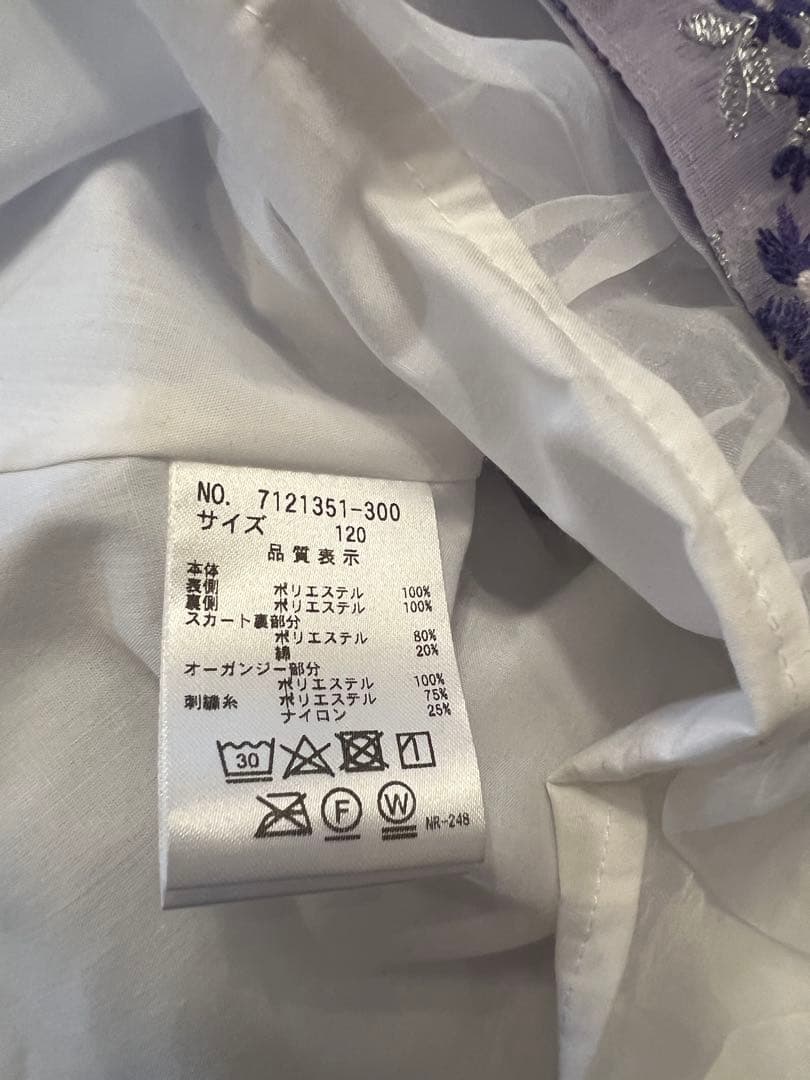 NO. 7121351-300
サイズ 120
品質表示
本体
表側 ポリエステル 100%
裏側 ポリエステル 100%
スカート裏部分
ポリエステル 80%
綿 20%
オーガンジー部分
ポリエステル 100%
刺繍糸 ポリエステル 75%
ナイロン 25%
30
F W NR-248